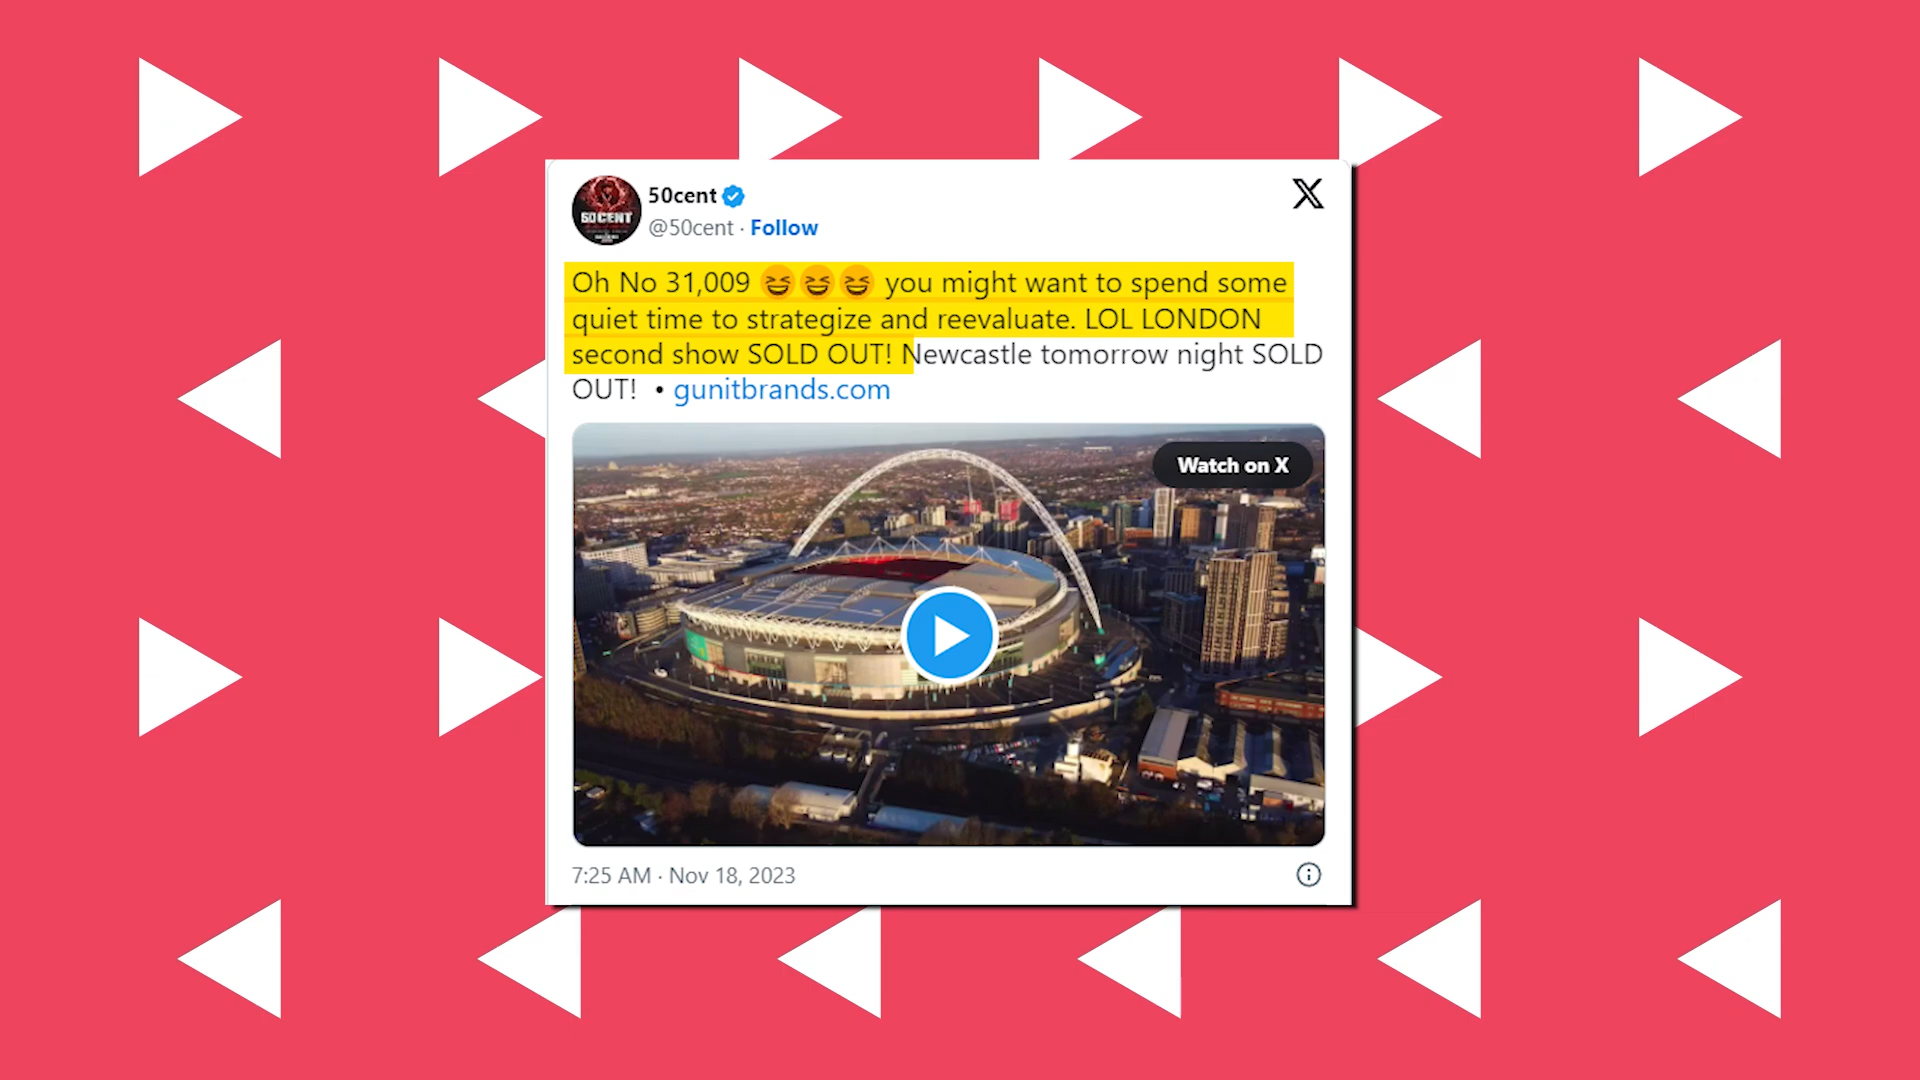 50CENT
50cent
@50cent · Follow
Oh No 31,009 😆😆😆 you might want to spend some
quiet time to strategize and reevaluate. LOL LONDON
second show SOLD OUT! Newcastle tomorrow night SOLD
OUT! • gunitbrands.com
Watch on X
7:25 AM · Nov 18, 2023